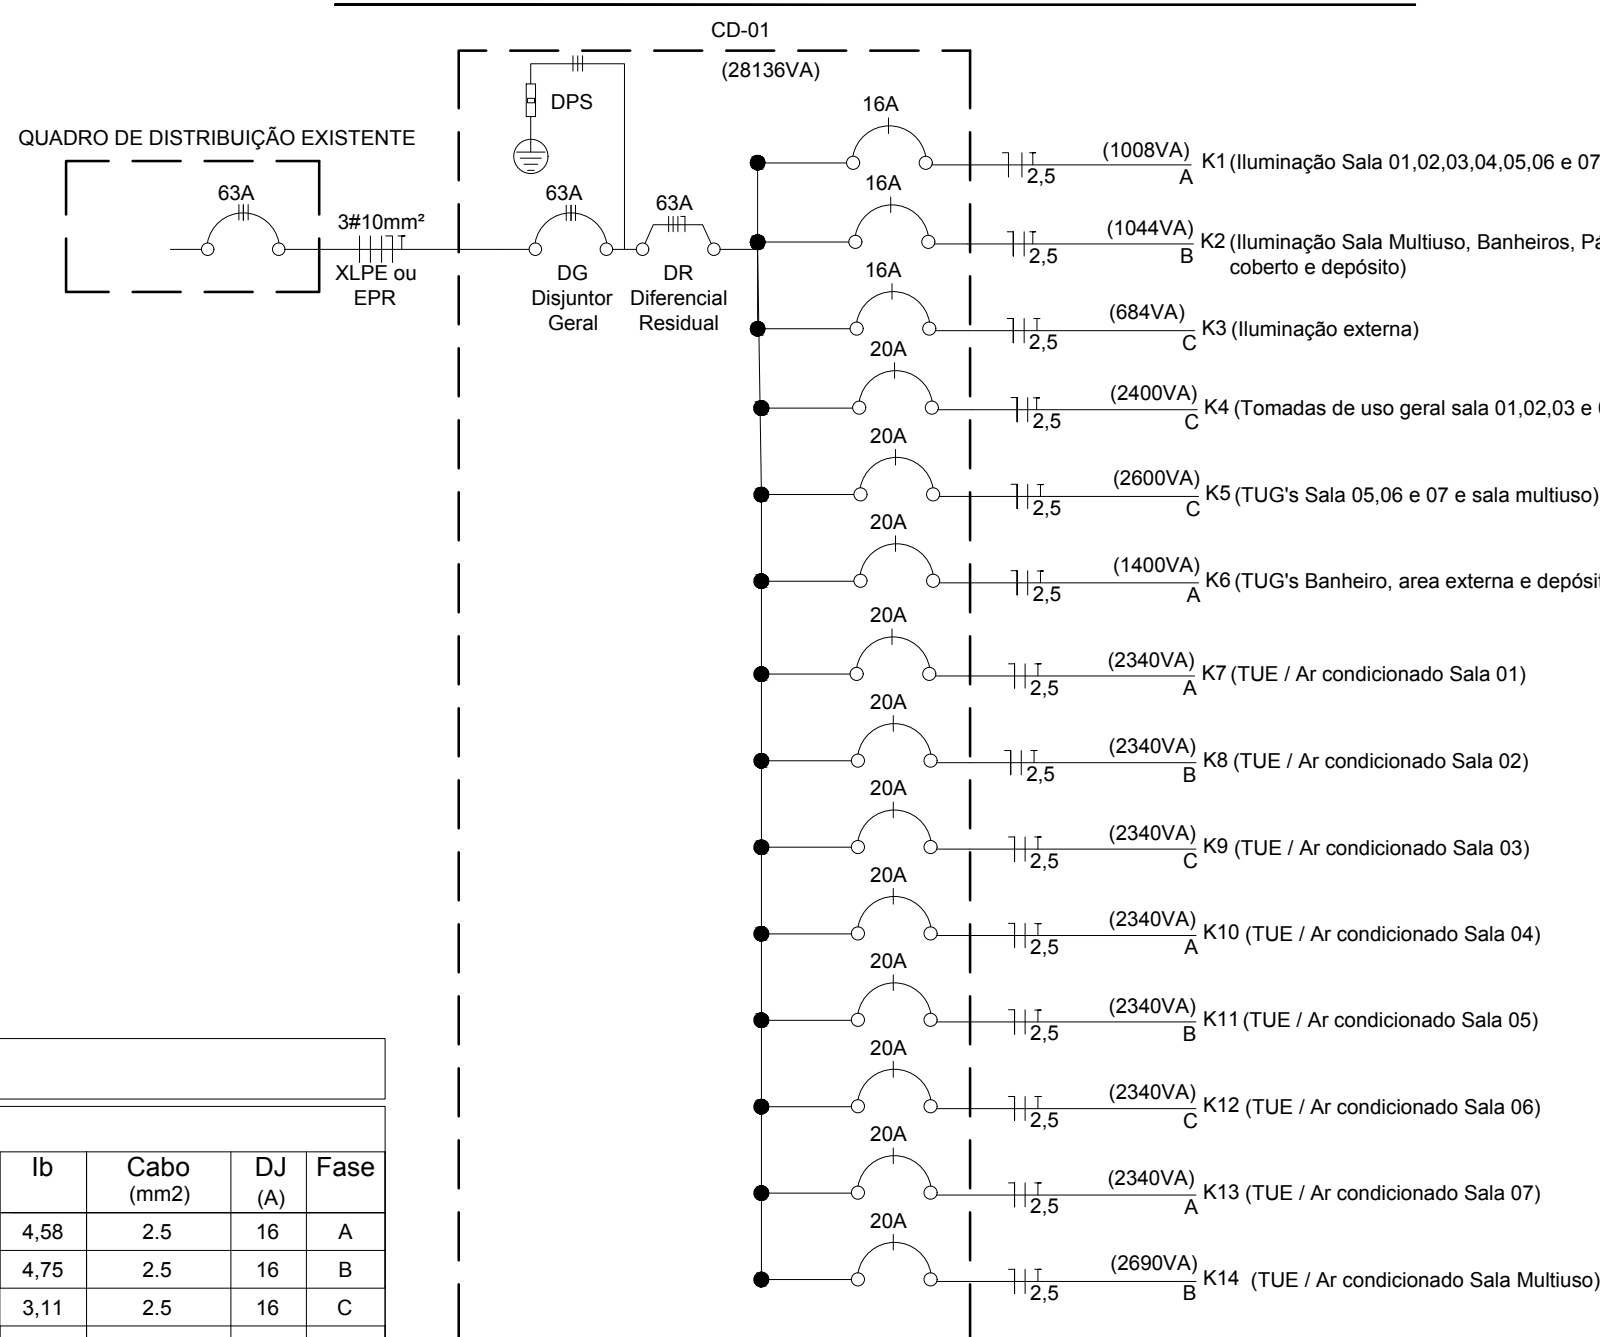 CD-01
(28136VA)
DPS
QUADRO DE DISTRIBUIÇÃO EXISTENTE
63A
3#10mm²
XLPE ou
EPR
63A
DG
Disjuntor
Geral
63A
DR
Diferencial
Residual
16A
2,5
(1008VA)
A
K1 (Iluminação Sala 01,02,03,04,05,06 e 07
16A
2,5
(1044VA)
B
K2 (Iluminação Sala Multiuso, Banheiros, Pá
coberto e depósito)
16A
2,5
(684VA)
C
K3 (Iluminação externa)
20A
2,5
(2400VA)
C
K4 (Tomadas de uso geral sala 01,02,03 e
20A
2,5
(2600VA)
C
K5 (TUG's Sala 05,06 e 07 e sala multiuso)
20A
2,5
(1400VA)
A
K6 (TUG's Banheiro, area externa e depósi
20A
2,5
(2340VA)
A
K7 (TUE / Ar condicionado Sala 01)
20A
2,5
(2340VA)
B
K8 (TUE / Ar condicionado Sala 02)
20A
2,5
(2340VA)
C
K9 (TUE / Ar condicionado Sala 03)
20A
2,5
(2340VA)
A
K10 (TUE / Ar condicionado Sala 04)
20A
2,5
(2340VA)
B
K11 (TUE / Ar condicionado Sala 05)
20A
2,5
(2340VA)
C
K12 (TUE / Ar condicionado Sala 06)
20A
2,5
(2340VA)
A
K13 (TUE / Ar condicionado Sala 07)
20A
2,5
(2690VA)
B
K14 (TUE / Ar condicionado Sala Multiuso)
Ib Cabo (mm2) DJ (A) Fase
4,58 2.5 16 A
4,75 2.5 16 B
3,11 2.5 16 C